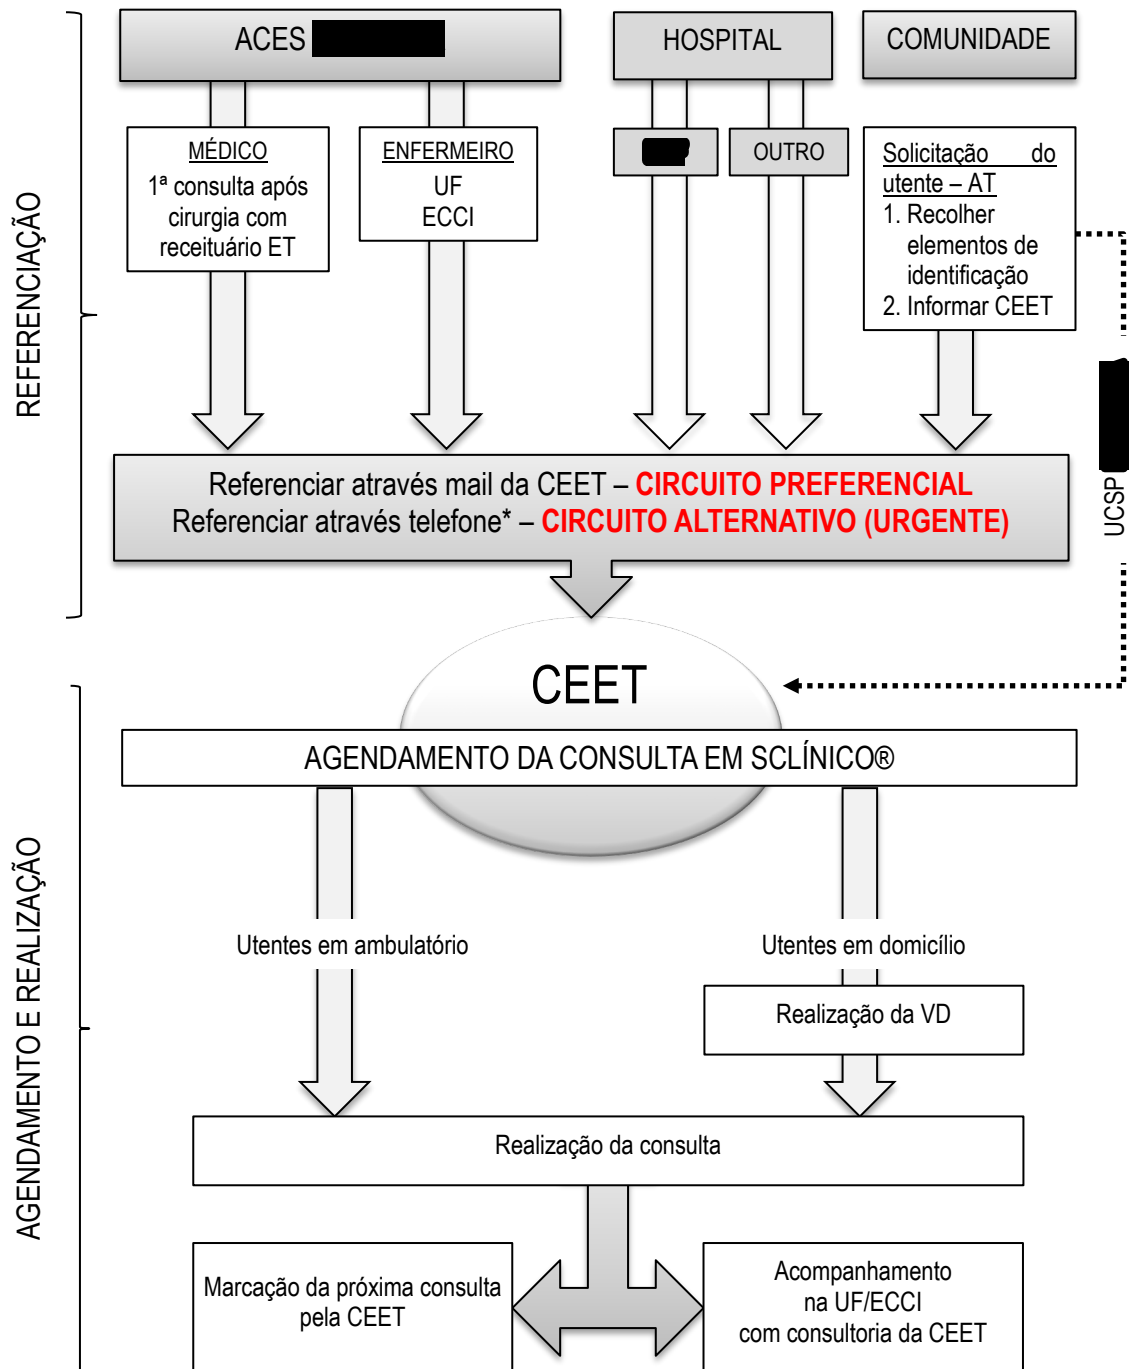 REFERENCIAÇÃO
ACES
HOSPITAL
COMUNIDADE
MÉDICO
1ª consulta após
cirurgia com
receituário ET
ENFERMEIRO
UF
ECCI
OUTRO
Solicitação do
utente – AT
1. Recolher
elementos de
identificação
2. Informar CEET
UCSP
Referenciar através mail da CEET – CIRCUITO PREFERENCIAL
Referenciar através telefone* – CIRCUITO ALTERNATIVO (URGENTE)
CEET
AGENDAMENTO DA CONSULTA EM SCLÍNICO®
AGENDAMENTO E REALIZAÇÃO
Utentes em ambulatório
Utentes em domicílio
Realização da VD
Realização da consulta
Marcação da próxima consulta
pela CEET
Acompanhamento
na UF/ECCI
com consultoria da CEET